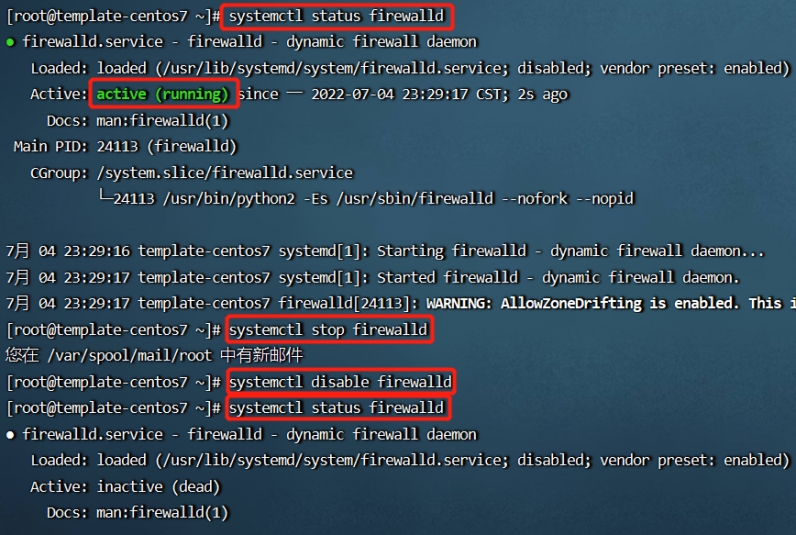 [root@template-centos7 ~]# systemctl status firewalld
● firewalld.service - firewalld - dynamic firewall daemon
Loaded: loaded (/usr/lib/systemd/system/firewalld.service; disabled; vendor preset: enabled)
Active: active (running) since 一 2022-07-04 23:29:17 CST; 2s ago
Docs: man:firewalld(1)
Main PID: 24113 (firewalld)
CGroup: /system.slice/firewalld.service
└─24113 /usr/bin/python2 -Es /usr/sbin/firewalld --nofork --nopid
7月 04 23:29:16 template-centos7 systemd[1]: Starting firewalld - dynamic firewall daemon...
7月 04 23:29:17 template-centos7 systemd[1]: Started firewalld - dynamic firewall daemon.
7月 04 23:29:17 template-centos7 firewalld[24113]: WARNING: AllowZoneDrifting is enabled. This i
[root@template-centos7 ~]# systemctl stop firewalld
您在 /var/spool/mail/root 中有新邮件
[root@template-centos7 ~]# systemctl disable firewalld
[root@template-centos7 ~]# systemctl status firewalld
● firewalld.service - firewalld - dynamic firewall daemon
Loaded: loaded (/usr/lib/systemd/system/firewalld.service; disabled; vendor preset: enabled)
Active: inactive (dead)
Docs: man:firewalld(1)